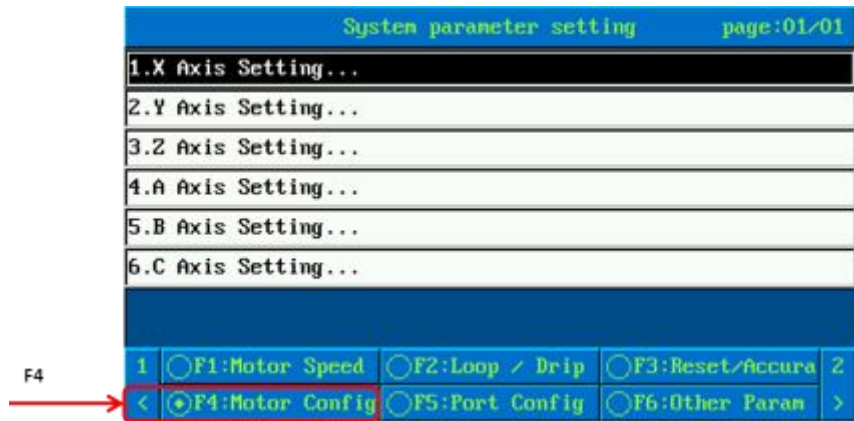 System parameter setting page:01/01
1.X Axis Setting...
2.Y Axis Setting...
3.Z Axis Setting...
4.A Axis Setting...
5.B Axis Setting...
6.C Axis Setting...
1 F1:Motor Speed F2:Loop / Drip F3:Reset/Accura 2
F4
< F4:Motor Config F5:Port Config F6:Other Param >